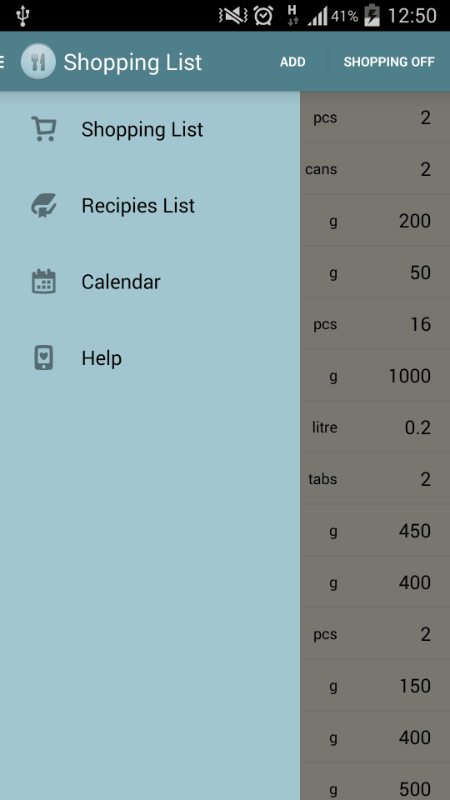 H 41% 12:50
Shopping List ADD SHOPPING OFF
Shopping List pcs 2
cans 2
Recipies List g 200
Calendar g 50
pcs 16
Help g 1000
litre 0.2
tabs 2
g 450
g 400
pcs 2
g 150
g 400
g 500